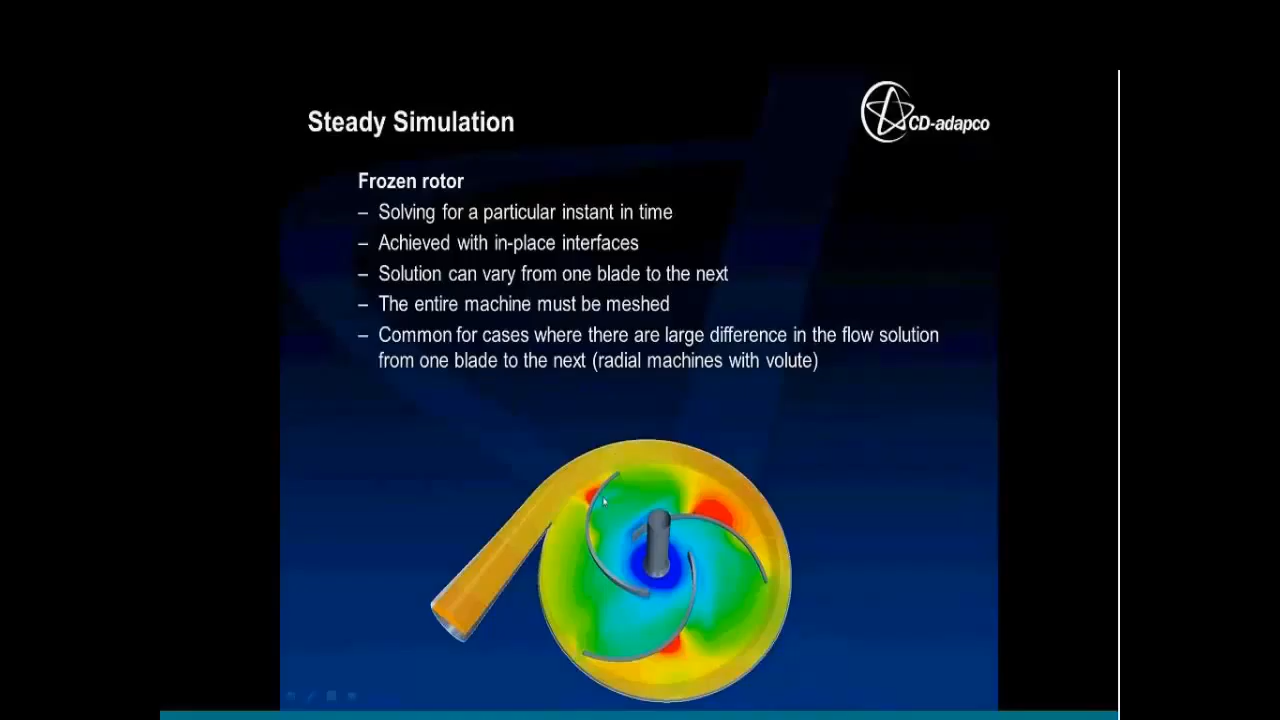 Steady Simulation
CD-adapco
Frozen rotor
– Solving for a particular instant in time
– Achieved with in-place interfaces
– Solution can vary from one blade to the next
– The entire machine must be meshed
– Common for cases where there are large difference in the flow solution
from one blade to the next (radial machines with volute)